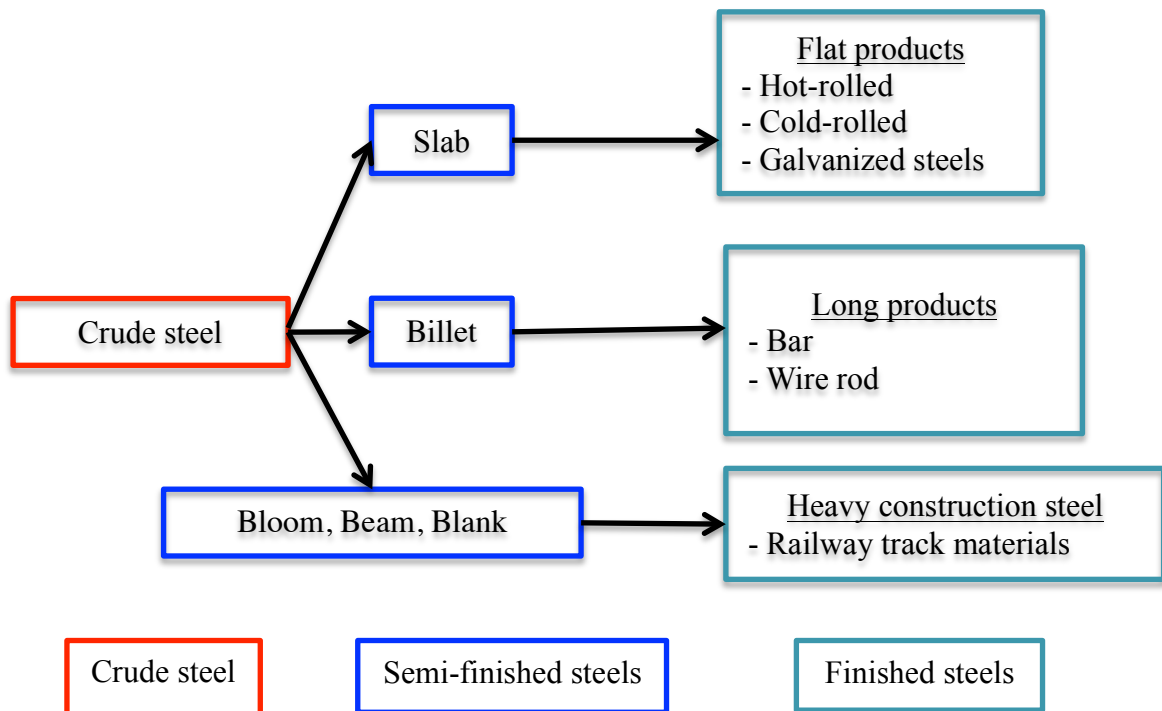 Flat products
- Hot-rolled
- Cold-rolled
- Galvanized steels
Slab
Long products
- Bar
- Wire rod
Crude steel
Billet
Heavy construction steel
- Railway track materials
Bloom, Beam, Blank
Crude steel
Semi-finished steels
Finished steels